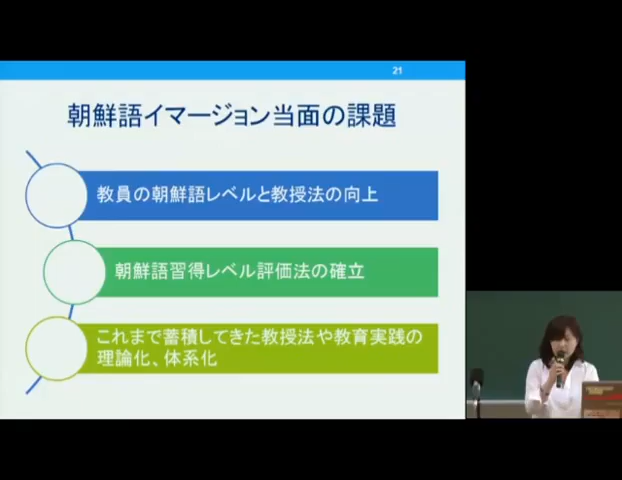 21
朝鮮語イマージョン当面の課題
教員の朝鮮語レベルと教授法の向上
朝鮮語習得レベル評価法の確立
これまで蓄積してきた教授法や教育実践の
理論化、体系化